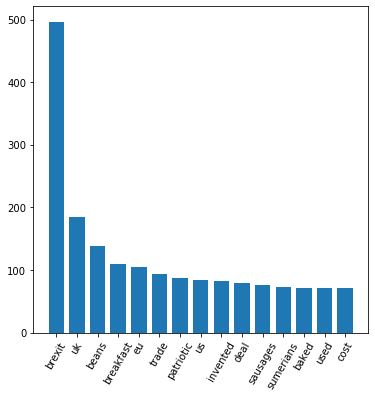 500
400
300
200
100
0
brexit
uk
beans
breakfast
eu
trade
patriotic
us
invented
deal
sausages
sumerians
baked
used
cost